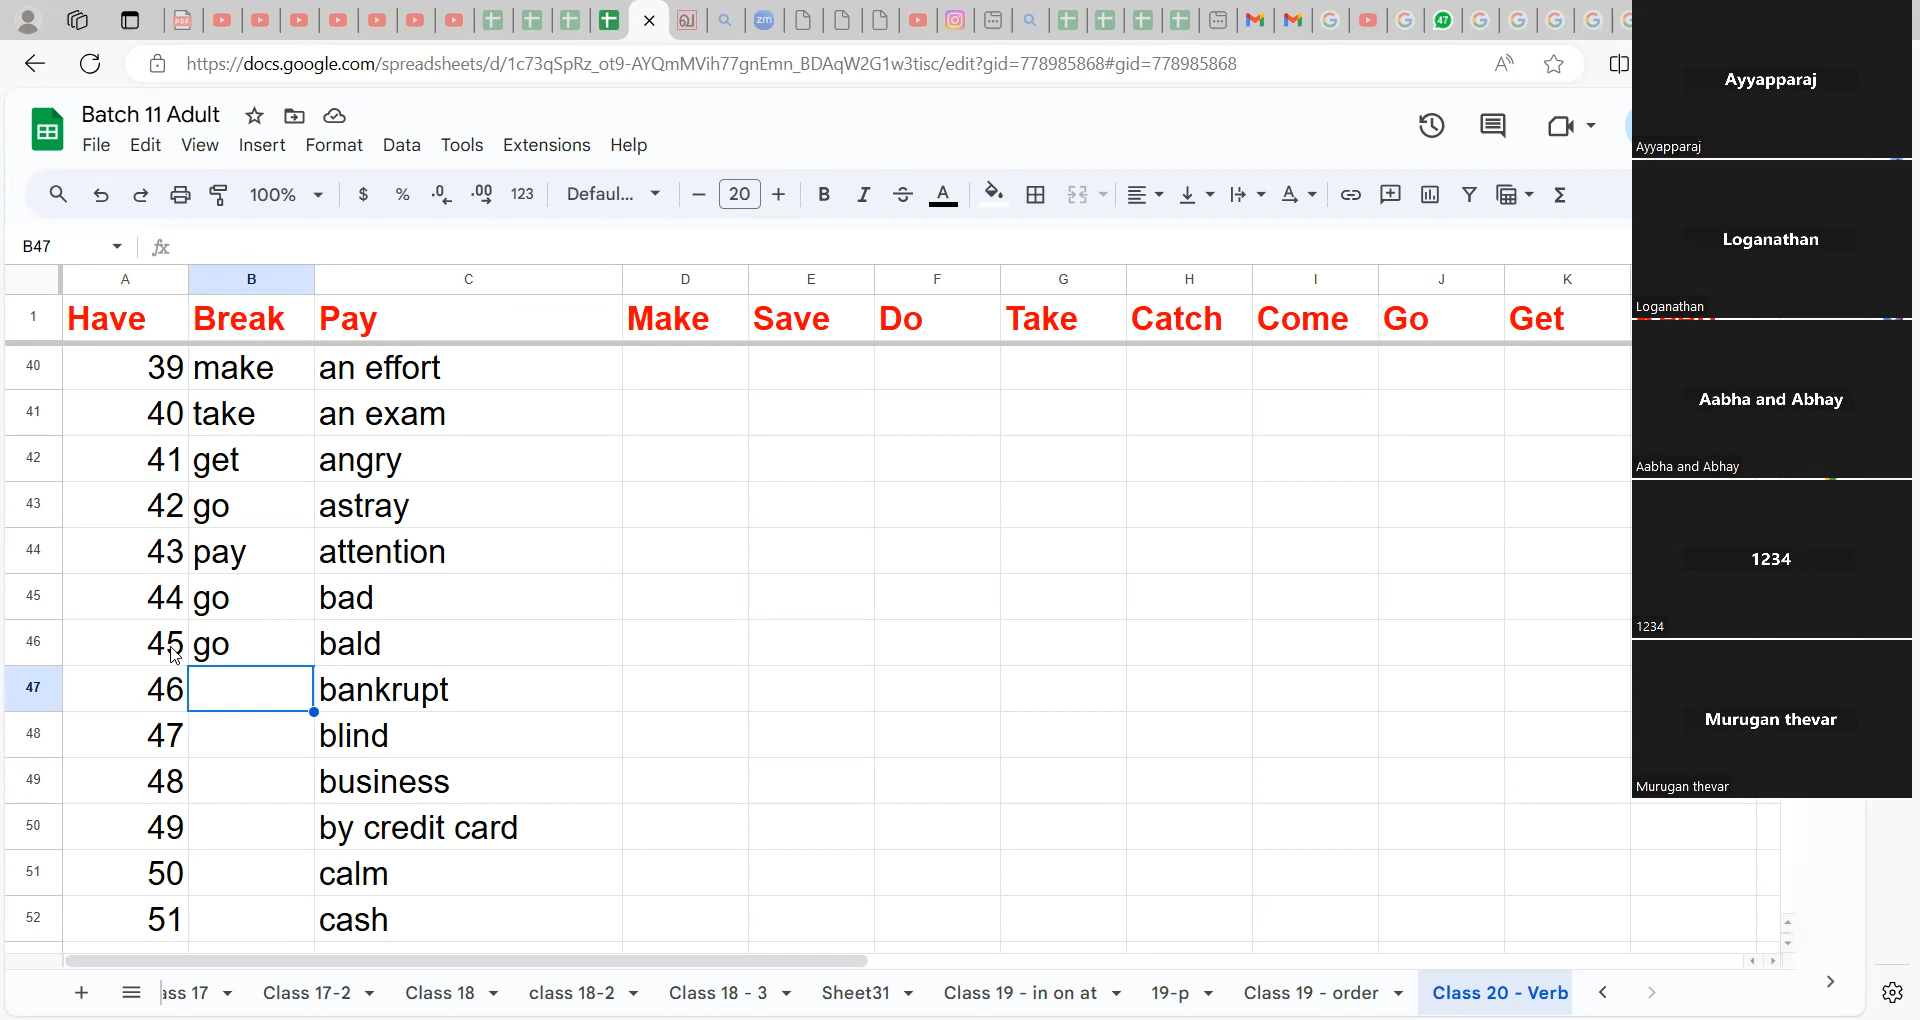 https://docs.google.com/spreadsheets/d/1c73qSpRz_ot9-AYQmMVih77gnEmn_BDAqW2G1w3tisc/edit?gid=778985868#gid=778985868
Batch 11 Adult
File Edit View Insert Format Data Tools Extensions Help
100% $ % .0 .00 123 Defaul... 20 B I A
B47 fx
A B C D E F G H I J K
1 Have Break Pay Make Save Do Take Catch Come Go Get
40 39 make an effort
41 40 take an exam
42 41 get angry
43 42 go astray
44 43 pay attention
45 44 go bad
46 45 go bald
47 46 bankrupt
48 47 blind
49 48 business
50 49 by credit card
51 50 calm
52 51 cash
ass 17 Class 17-2 Class 18 class 18-2 Class 18 - 3 Sheet31 Class 19 - in on at 19-p Class 19 - order Class 20 - Verb
Ayyapparaj
Ayyapparaj
Loganathan
Loganathan
Aabha and Abhay
Aabha and Abhay
1234
1234
Murugan thevar
Murugan thevar